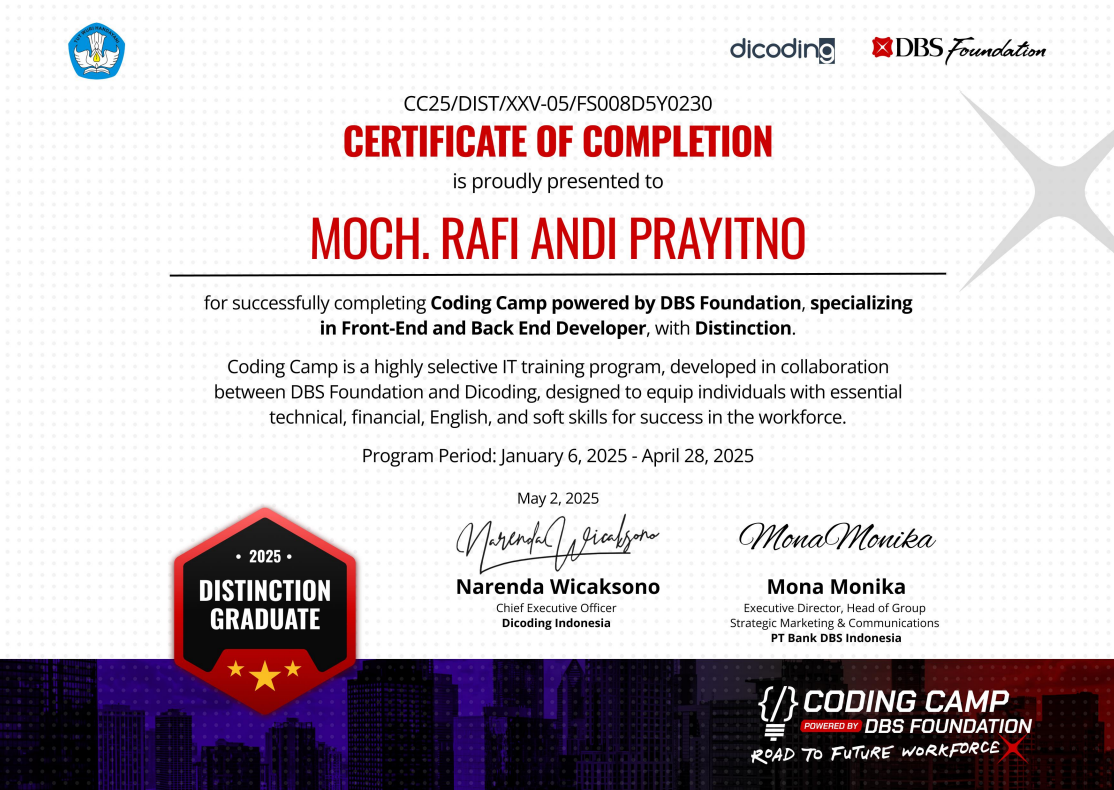 TUT WURI HANDAYANI
dicoding
DBS Foundation
CC25/DIST/XXV-05/FS008D5Y0230
CERTIFICATE OF COMPLETION
is proudly presented to
MOCH. RAFI ANDI PRAYITNO
for successfully completing Coding Camp powered by DBS Foundation, specializing
in Front-End and Back End Developer, with Distinction.
Coding Camp is a highly selective IT training program, developed in collaboration
between DBS Foundation and Dicoding, designed to equip individuals with essential
technical, financial, English, and soft skills for success in the workforce.
Program Period: January 6, 2025 - April 28, 2025
May 2, 2025
Narenda Wicaksono
Narenda Wicaksono
Chief Executive Officer
Dicoding Indonesia
Mona Monika
Mona Monika
Executive Director, Head of Group
Strategic Marketing & Communications
PT Bank DBS Indonesia
• 2025 •
DISTINCTION
GRADUATE
{/} CODING CAMP
POWERED BY DBS FOUNDATION
ROAD TO FUTURE WORKFORCE